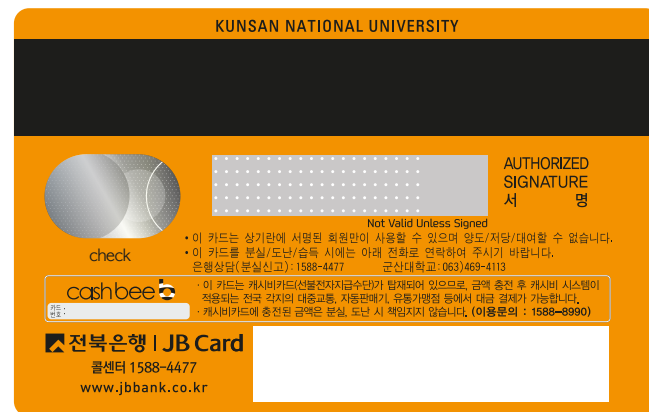 KUNSAN NATIONAL UNIVERSITY
AUTHORIZED
SIGNATURE
서 명
Not Valid Unless Signed
check
• 이 카드는 상기란에 서명된 회원만이 사용할 수 있으며 양도/저당/대여할 수 없습니다.
• 이 카드를 분실/도난/습득 시에는 아래 전화로 연락하여 주시기 바랍니다.
은행상담(분실신고) : 1588-4477 군산대학교 : 063)469-4113
cashbee b
카드
번호 :
· 이 카드는 캐시비카드(선불전자지급수단)가 탑재되어 있으므로, 금액 충전 후 캐시비 시스템이
적용되는 전국 각지의 대중교통, 자동판매기, 유통가맹점 등에서 대금 결제가 가능합니다.
· 캐시비카드에 충전된 금액은 분실, 도난 시 책임지지 않습니다. (이용문의 : 1588-8990)
전북은행 | JB Card
콜센터 1588-4477
www.jbbank.co.kr